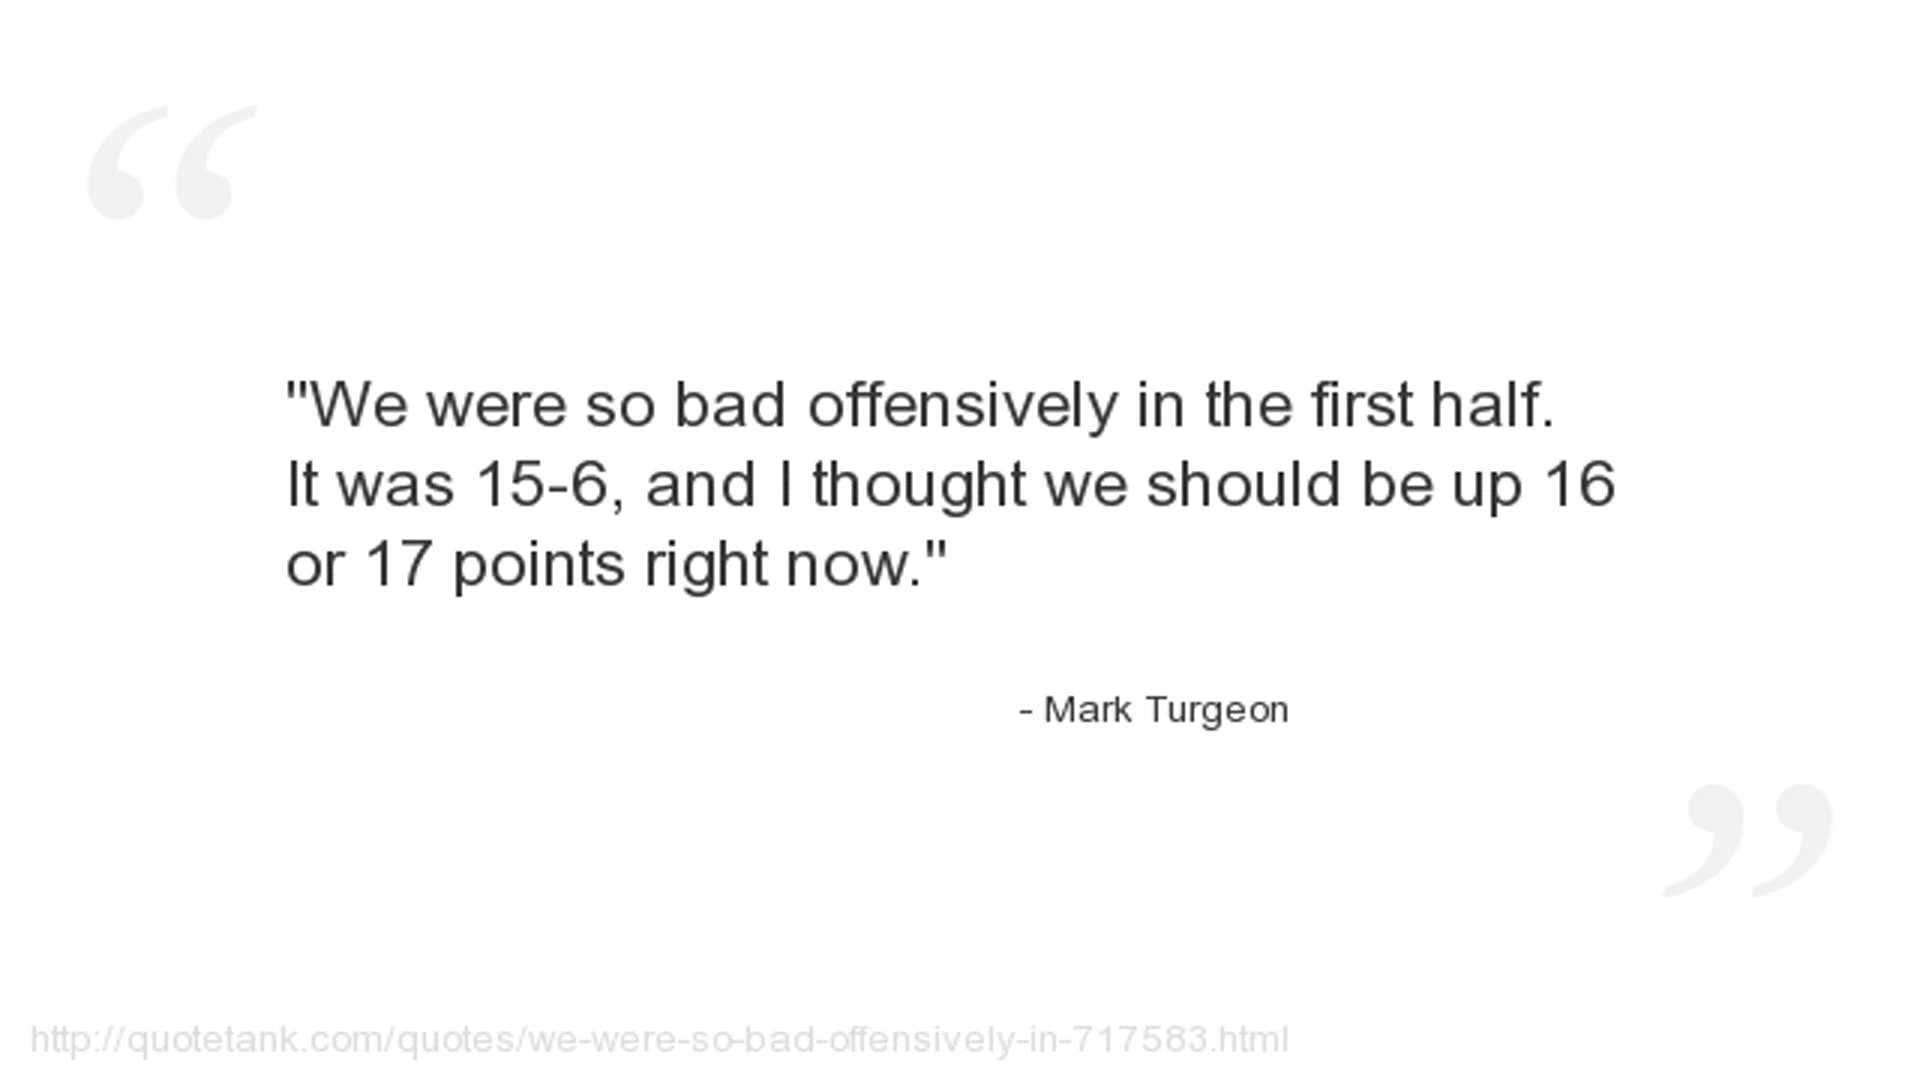 "We were so bad offensively in the first half.
It was 15-6, and I thought we should be up 16
or 17 points right now."
- Mark Turgeon
http://quotetank.com/quotes/we-were-so-bad-offensively-in-717583.html